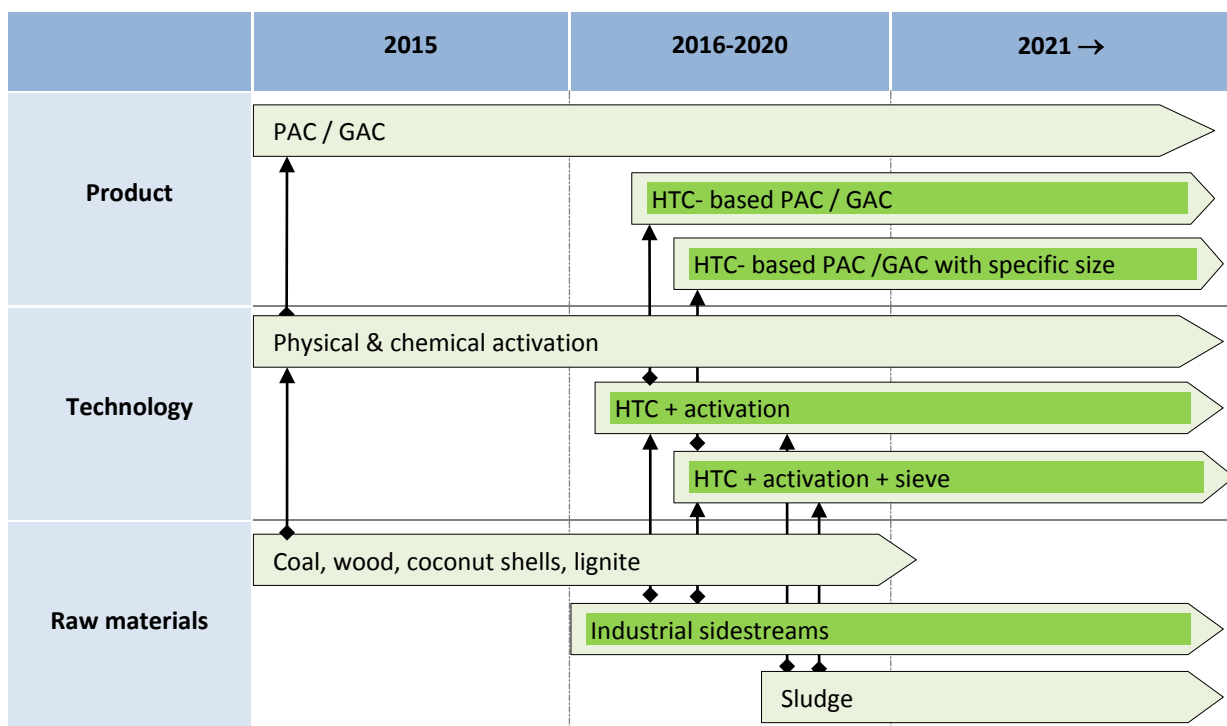 2015
2016-2020
2021 →
Product
PAC / GAC
HTC- based PAC / GAC
HTC- based PAC /GAC with specific size
Technology
Physical & chemical activation
HTC + activation
HTC + activation + sieve
Raw materials
Coal, wood, coconut shells, lignite
Industrial sidestreams
Sludge